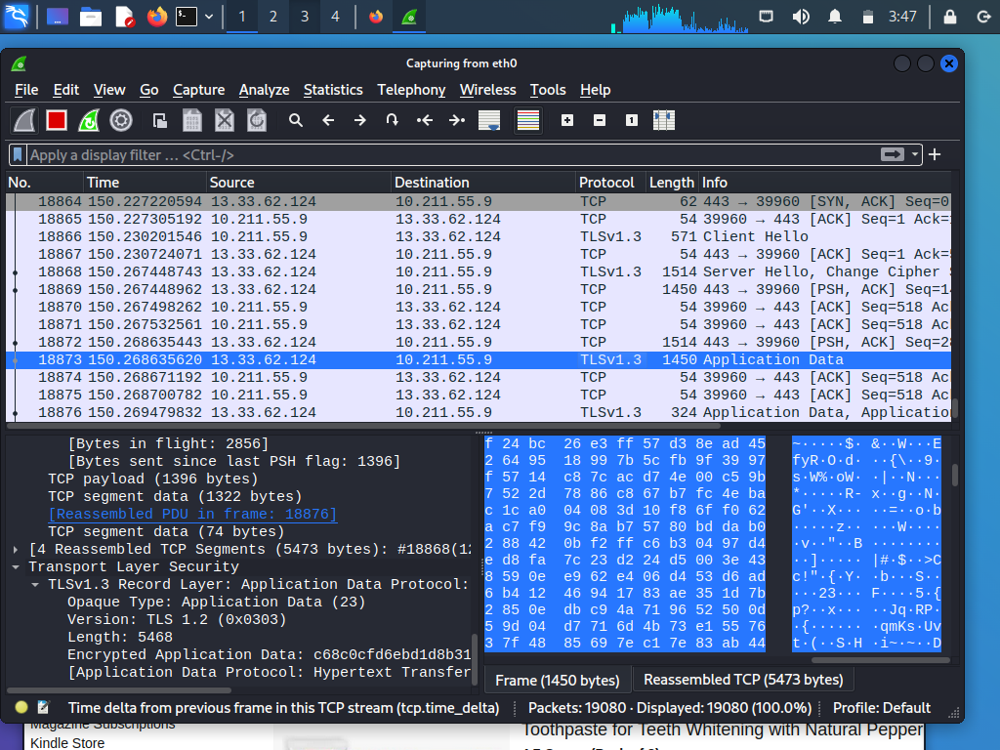 1 2 3 4
3:47
Capturing from eth0
File Edit View Go Capture Analyze Statistics Telephony Wireless Tools Help
Apply a display filter … <Ctrl-/>
No. Time Source Destination Protocol Length Info
18864 150.227220594 13.33.62.124 10.211.55.9 TCP 62 443 → 39960 [SYN, ACK] Seq=0
18865 150.227305192 10.211.55.9 13.33.62.124 TCP 54 39960 → 443 [ACK] Seq=1 Ack=
18866 150.230201546 10.211.55.9 13.33.62.124 TLSv1.3 571 Client Hello
18867 150.230724071 13.33.62.124 10.211.55.9 TCP 54 443 → 39960 [ACK] Seq=1 Ack=
18868 150.267448743 13.33.62.124 10.211.55.9 TLSv1.3 1514 Server Hello, Change Cipher
18869 150.267448962 13.33.62.124 10.211.55.9 TCP 1450 443 → 39960 [PSH, ACK] Seq=14
18870 150.267498262 10.211.55.9 13.33.62.124 TCP 54 39960 → 443 [ACK] Seq=518 Ac
18871 150.267532561 10.211.55.9 13.33.62.124 TCP 54 39960 → 443 [ACK] Seq=518 Ac
18872 150.268635443 13.33.62.124 10.211.55.9 TCP 1514 443 → 39960 [PSH, ACK] Seq=28
18873 150.268635620 13.33.62.124 10.211.55.9 TLSv1.3 1450 Application Data
18874 150.268671192 10.211.55.9 13.33.62.124 TCP 54 39960 → 443 [ACK] Seq=518 Ac
18875 150.268700782 10.211.55.9 13.33.62.124 TCP 54 39960 → 443 [ACK] Seq=518 Ac
18876 150.269479832 13.33.62.124 10.211.55.9 TLSv1.3 324 Application Data, Application
[Bytes in flight: 2856]
[Bytes sent since last PSH flag: 1396]
TCP payload (1396 bytes)
TCP segment data (1322 bytes)
[Reassembled PDU in frame: 18876]
TCP segment data (74 bytes)
[4 Reassembled TCP Segments (5473 bytes): #18868(12
Transport Layer Security
TLSv1.3 Record Layer: Application Data Protocol:
Opaque Type: Application Data (23)
Version: TLS 1.2 (0x0303)
Length: 5468
Encrypted Application Data: c68c0cfd6ebd1d8b31
[Application Data Protocol: Hypertext Transfer
f 24 bc 26 e3 ff 57 d3 8e ad 45 ~·····$· &··W···E
2 64 95 18 99 7b 5c fb 9f 39 97 fyR·O·d· ··{\··9·
f 57 14 c8 7c ac d7 4e 00 c5 9b s·W%·oW· ·|··N···
7 52 2d 78 86 c8 67 b7 fc 4e ba *·····R- x··g··N·
c 1c a0 04 08 3d 10 f8 6f f0 62 G'··X··· ··=··o·b
a c7 f9 9c 8a b7 57 80 bd da b0 ·····z·· ···W····
2 88 42 0b f2 ff c6 b3 04 97 d4 ·v··"··B ········
e d8 fa 7c 23 d2 24 d5 00 3e 43 ··]····· |#·$··>C
8 59 0e e9 62 e4 06 d4 53 d6 ad c!"·{·Y· ·b···S··
6 b4 12 46 94 17 83 ae 35 1d 7b ···23··· F····5·{
2 85 0e db c9 4a 71 96 52 50 0d p?··x··· ··Jq·RP·
5 9d 04 d7 71 6d 4b 73 e1 55 76 ·{······ ·qmKs·Uv
3 7f 48 85 69 7e c1 7e 83 ab 44 t·(··S·H ·i~·~··D
Frame (1450 bytes) Reassembled TCP (5473 bytes)
Time delta from previous frame in this TCP stream (tcp.time_delta) Packets: 19080 · Displayed: 19080 (100.0%) Profile: Default
Magazine Subscriptions
Kindle Store
Toothpaste for Teeth Whitening with Natural Pepper